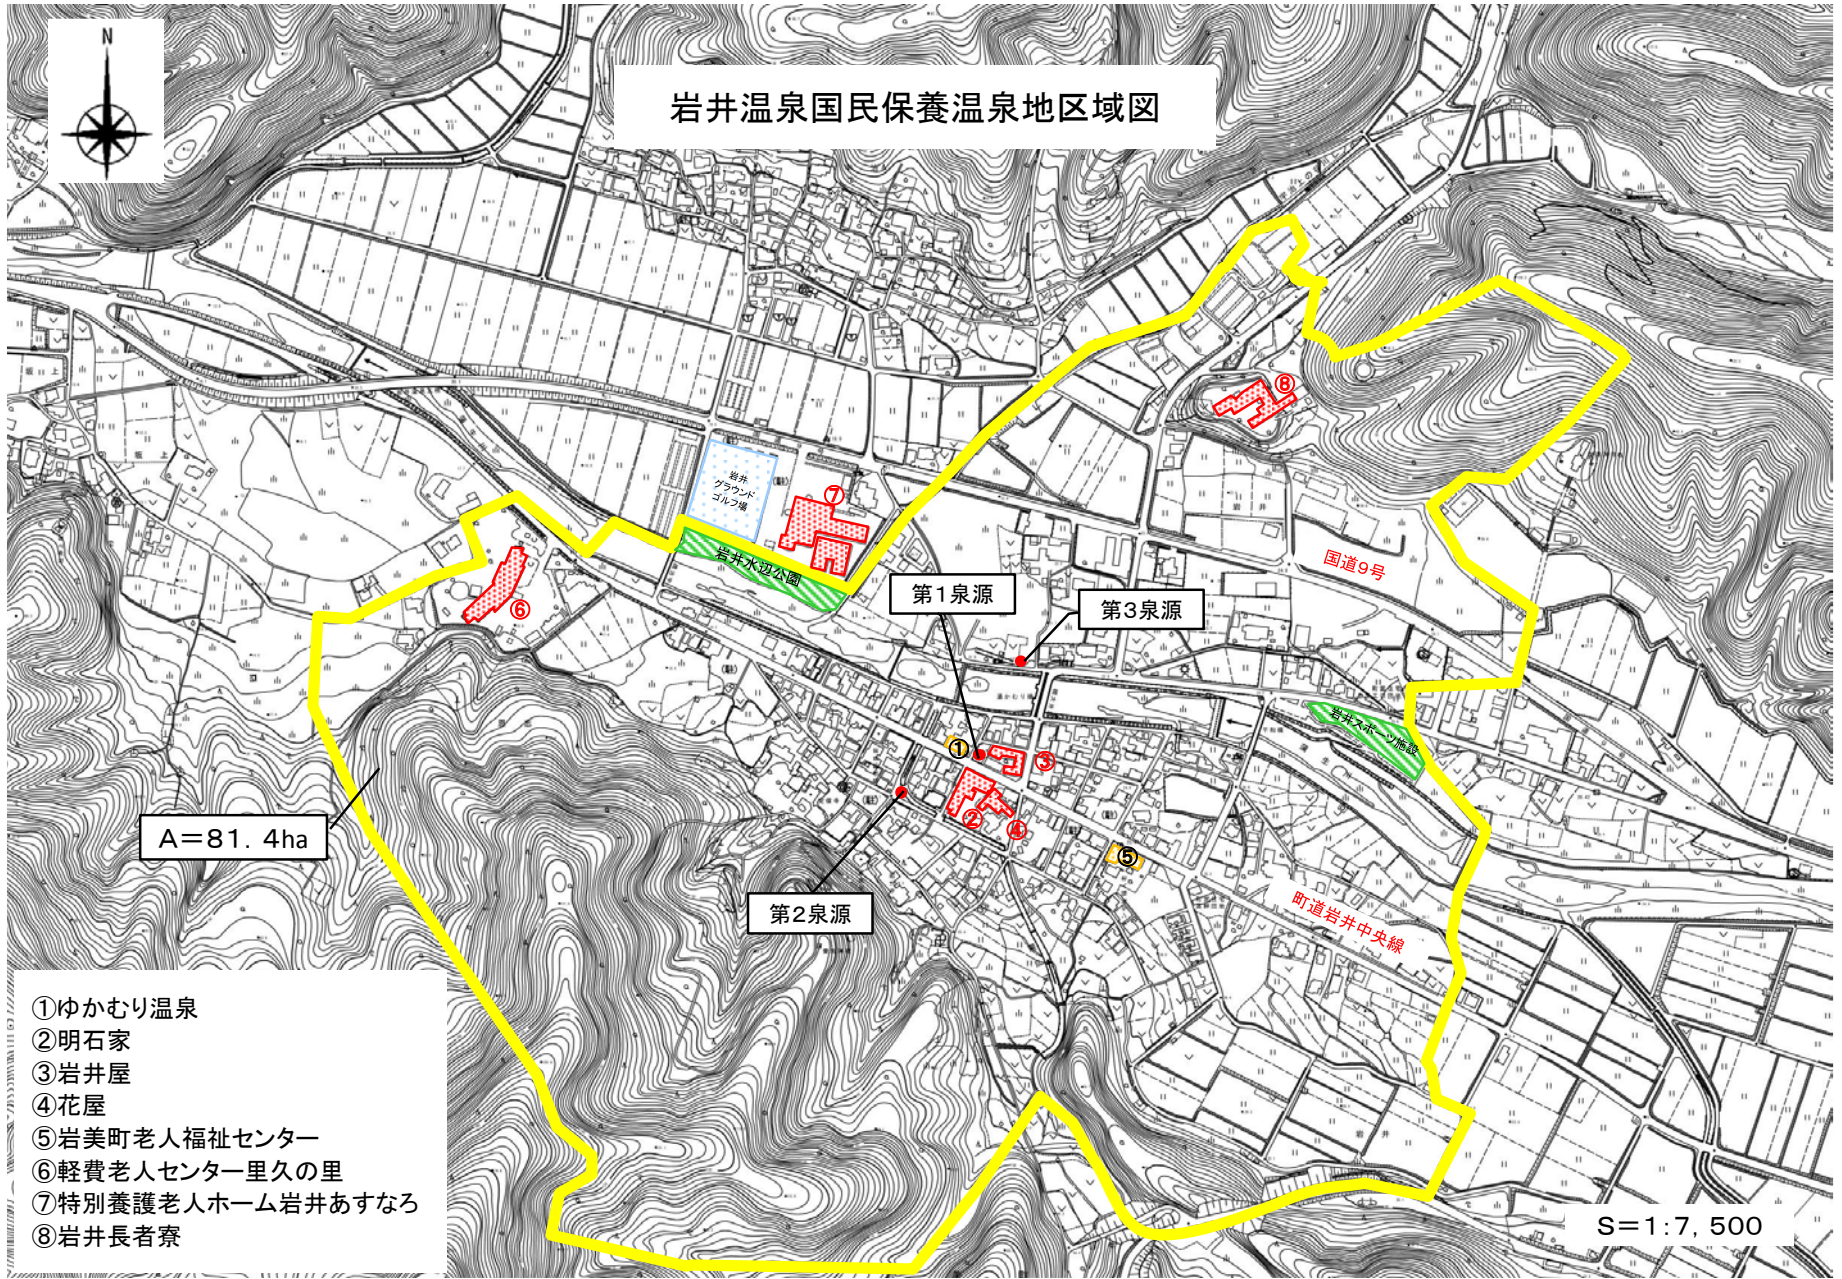 N
岩井温泉国民保養温泉地区域図
⑧
岩井
グラウンド
ゴルフ場
⑦
岩井水辺公園
国道9号
⑥
第1泉源
第3泉源
岩井スポーツ施設
①
③
②
④
⑤
A=81.4ha
第2泉源
町道岩井中央線
①ゆかむり温泉
②明石家
③岩井屋
④花屋
⑤岩美町老人福祉センター
⑥軽費老人センター里久の里
⑦特別養護老人ホーム岩井あすなろ
⑧岩井長者寮
岩井
岩井
坂上
S=1:7,500